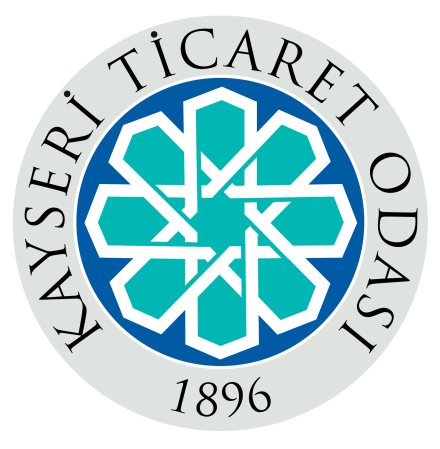 KAYSERİ TİCARET ODASI
1896